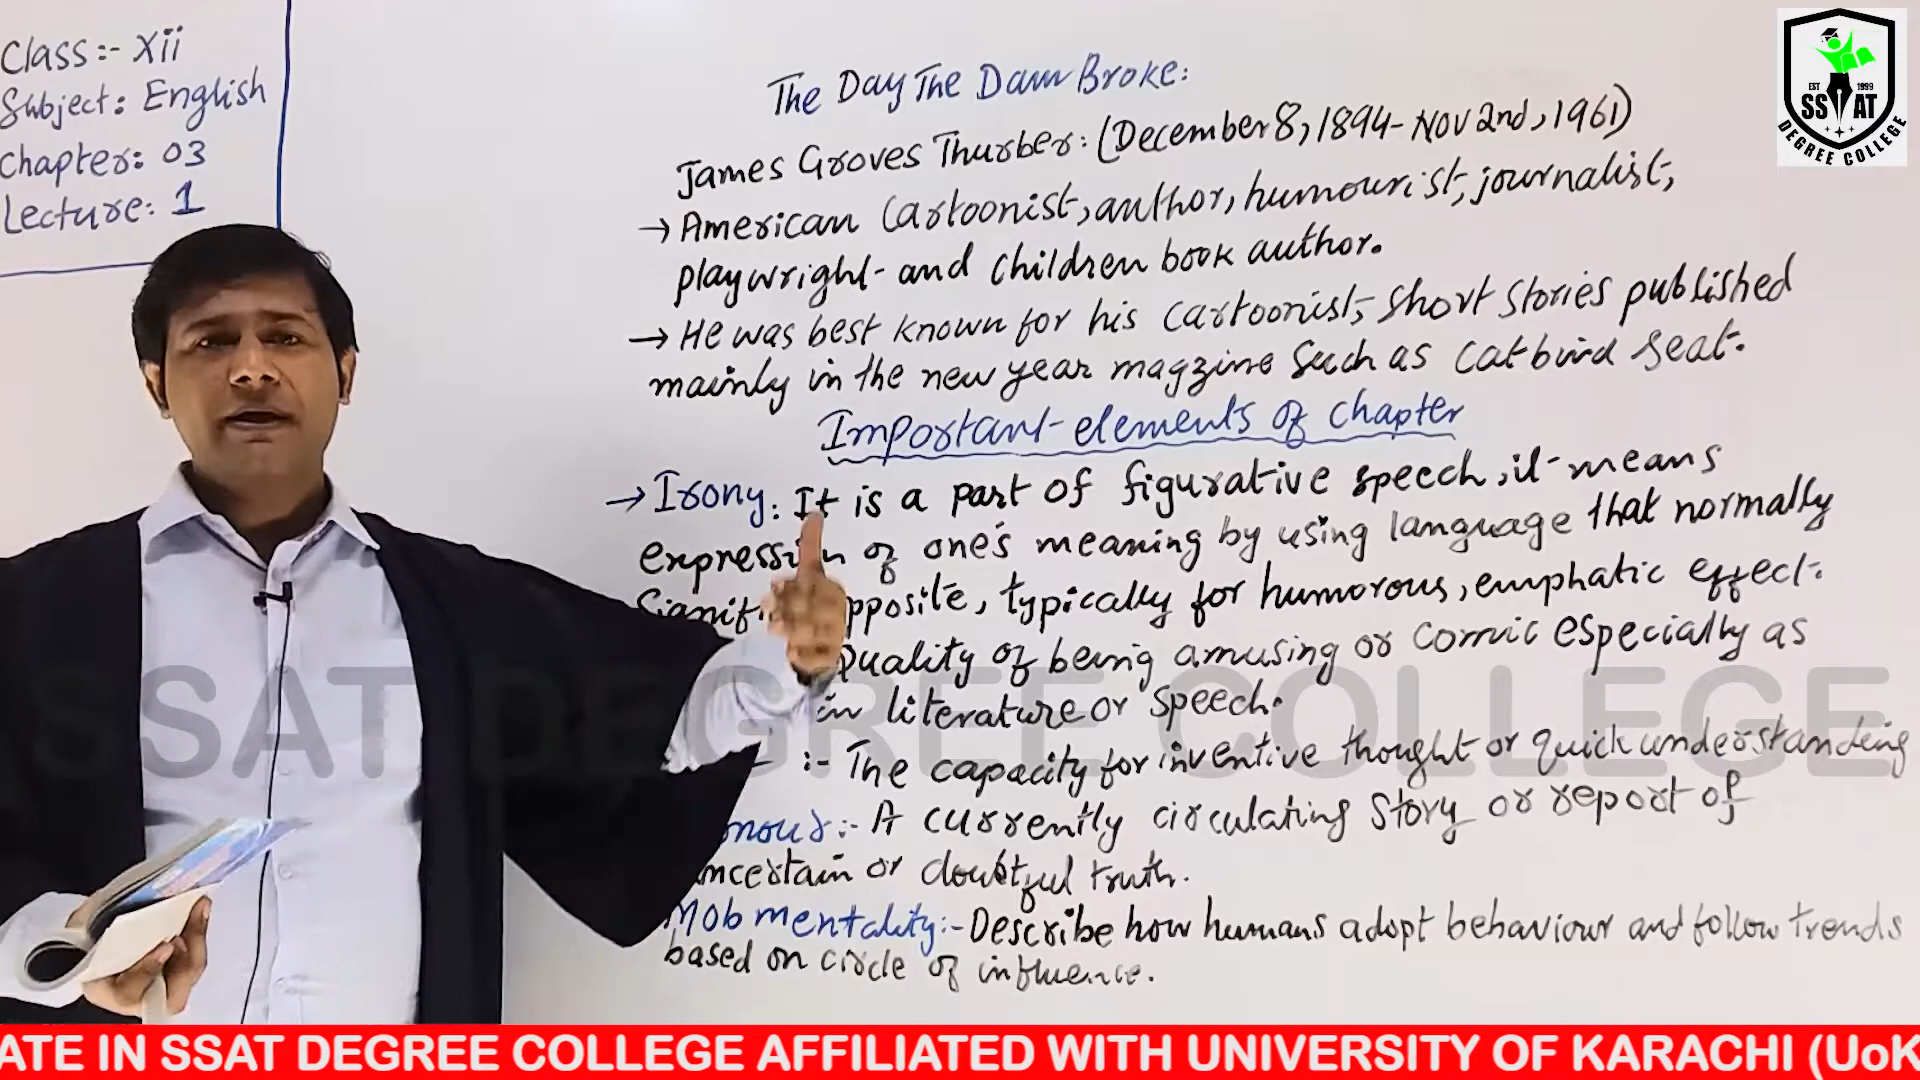 Class:- Xii
Subject: English
Chapter: 03
Lecture: 1
The Day The Dam Broke:
James Groves Thurber: (December 8, 1894- Nov 2nd, 1961)
→ American Cartoonist, author, humourist, journalist,
playwright and children book author.
→ He was best known for his cartoonist, short stories published
mainly in the new year magzine such as Catbird Seat.
Important elements of chapter
→ Irony: It is a part of figurative speech, it means
expression of one's meaning by using language that normally
opposite, typically for humorous, emphatic effect.
quality of being amusing or comic especially as
in literature or speech.
:- The capacity for inventive thought or quick understanding
:- A currently circulating story or report of
uncertain or doubtful truth.
Mob mentality:- Describe how humans adopt behaviour and follow trends
based on circle of influence.
EST 1999
SSAT
DEGREE COLLEGE
SSAT DEGREE COLLEGE
ATE IN SSAT DEGREE COLLEGE AFFILIATED WITH UNIVERSITY OF KARACHI (UoK